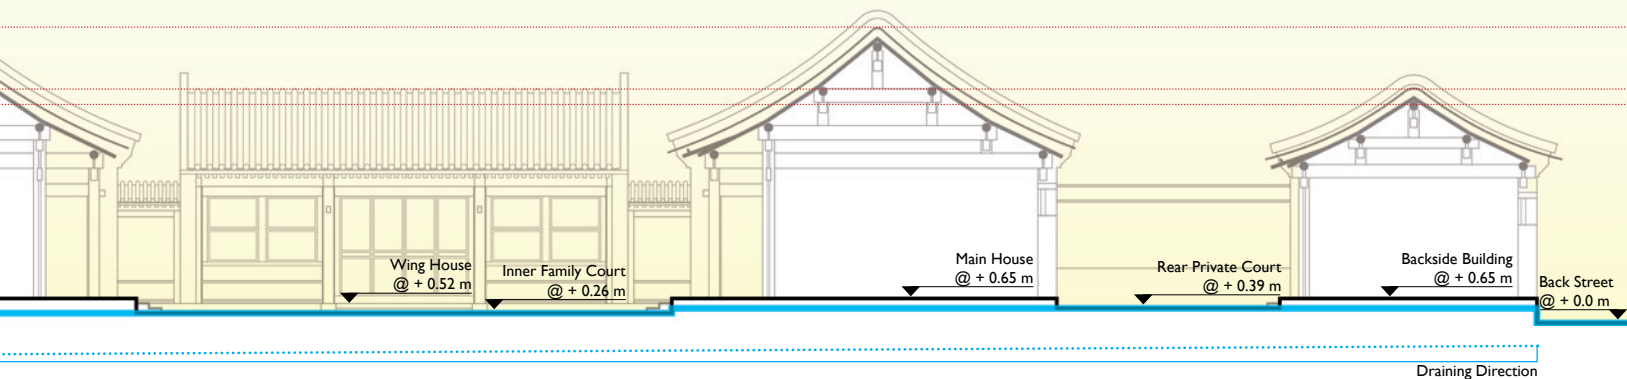 Wing House
@ + 0.52 m
Inner Family Court
@ + 0.26 m
Main House
@ + 0.65 m
Rear Private Court
@ + 0.39 m
Backside Building
@ + 0.65 m
Back Street
@ + 0.0 m
Draining Direction